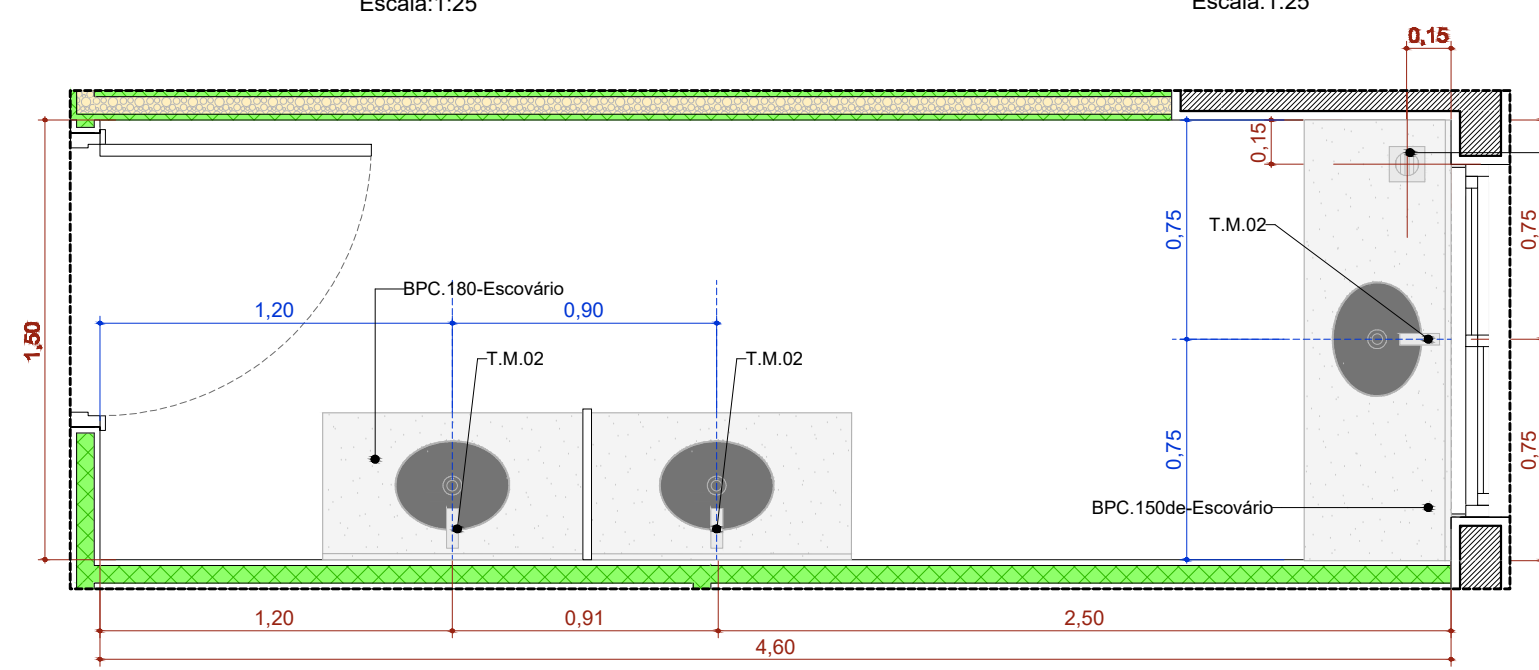 Escala:1:25
Escala:1:25
0,15
0,15
1,50
0,75
T.M.02
0,75
BPC.180-Escovário
1,20
0,90
T.M.02
T.M.02
0,75
0,75
BPC.150de-Escovário
1,20
0,91
2,50
4,60